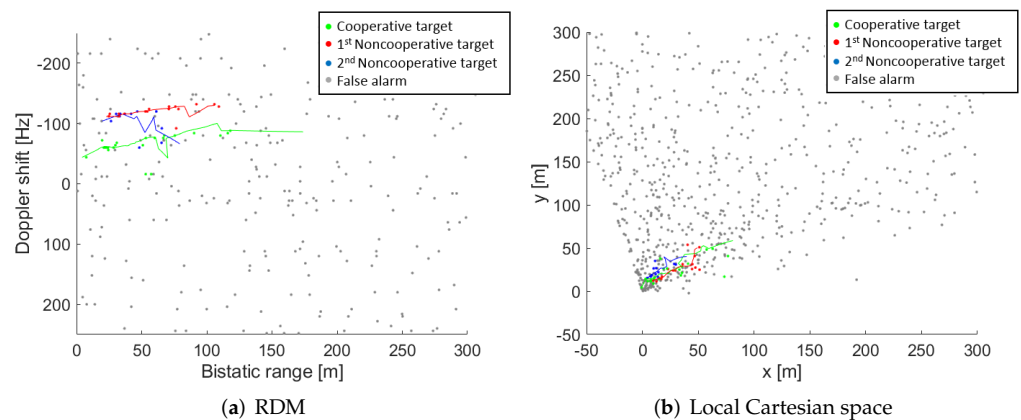 Cooperative target
1st Noncooperative target
2nd Noncooperative target
False alarm
-200
-100
0
100
200
Doppler shift [Hz]
0 50 100 150 200 250 300
Bistatic range [m]
(a) RDM
Cooperative target
1st Noncooperative target
2nd Noncooperative target
False alarm
300
250
200
150
100
50
0
-50
y [m]
-50 0 50 100 150 200 250 300
x [m]
(b) Local Cartesian space